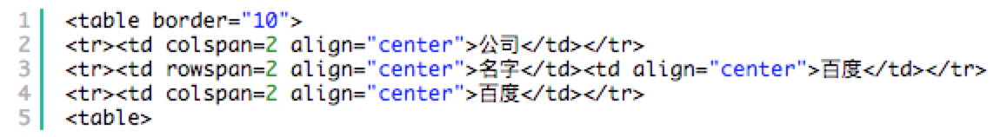 1 <table border="10">
2 <tr><td colspan=2 align="center">公司</td></tr>
3 <tr><td rowspan=2 align="center">名字</td><td align="center">百度</td></tr>
4 <tr><td colspan=2 align="center">百度</td></tr>
5 <table>